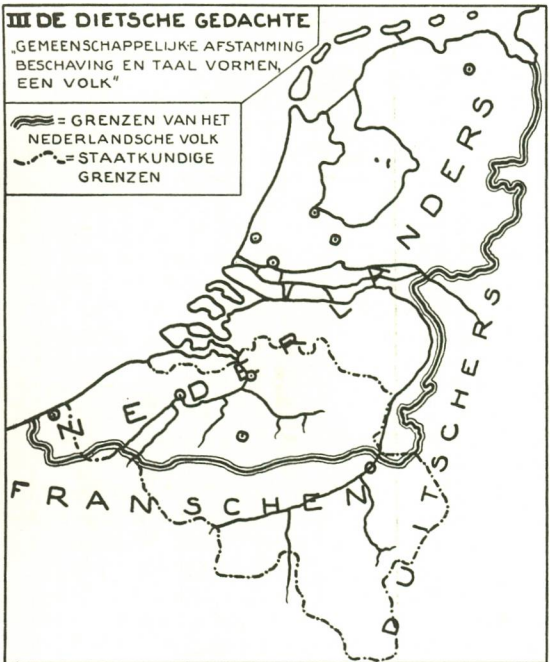 III DE DIETSCHE GEDACHTE
„GEMEENSCHAPPELIJKE AFSTAMMING
BESCHAVING EN TAAL VORMEN,
EEN VOLK"
= GRENZEN VAN HET
NEDERLANDSCHE VOLK
= STAATKUNDIGE
GRENZEN
NEDERLANDERS
FRANSCHEN
DUITSCHERS